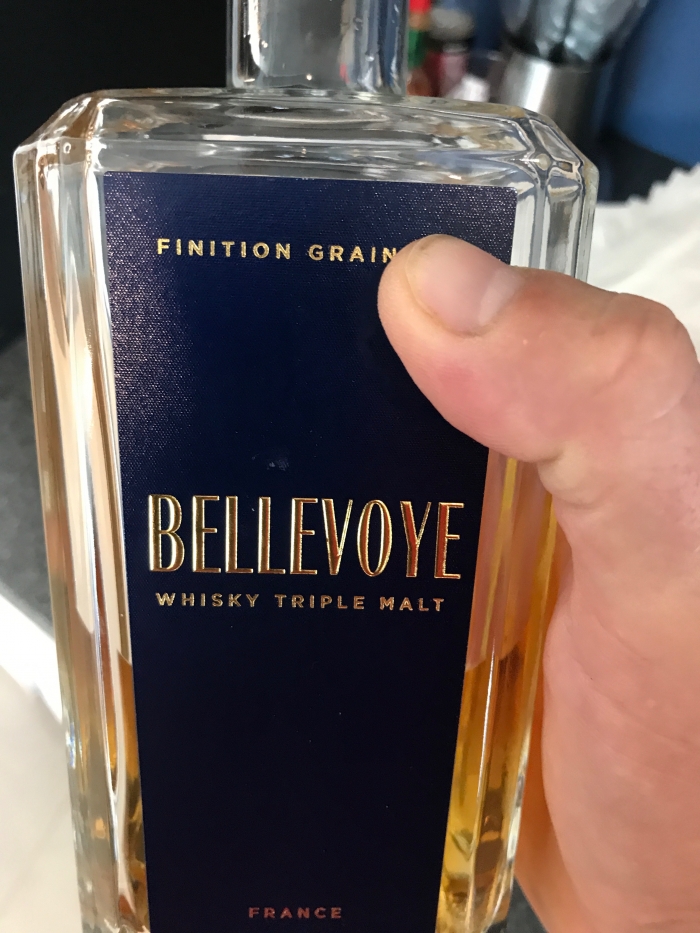 FINITION GRAIN
BELLEVOYE
WHISKY TRIPLE MALT
FRANCE